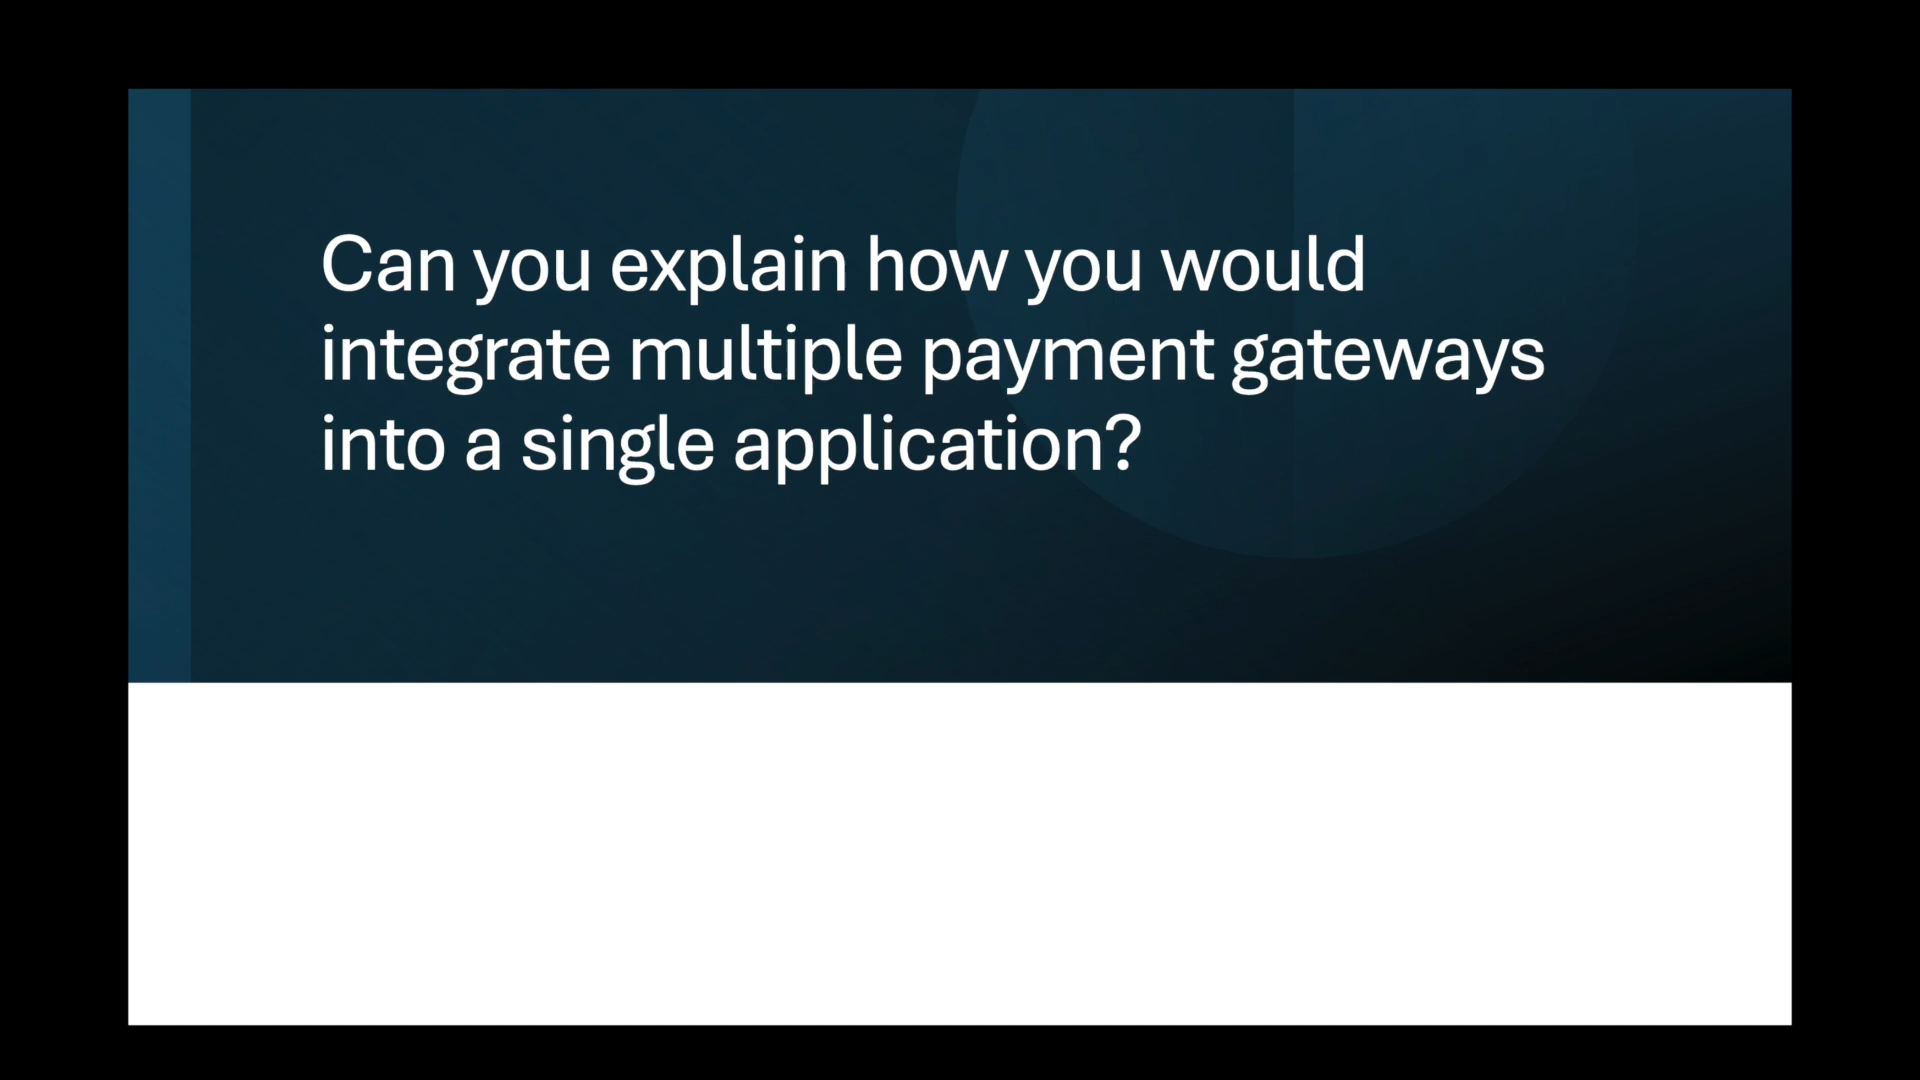 Can you explain how you would
integrate multiple payment gateways
into a single application?